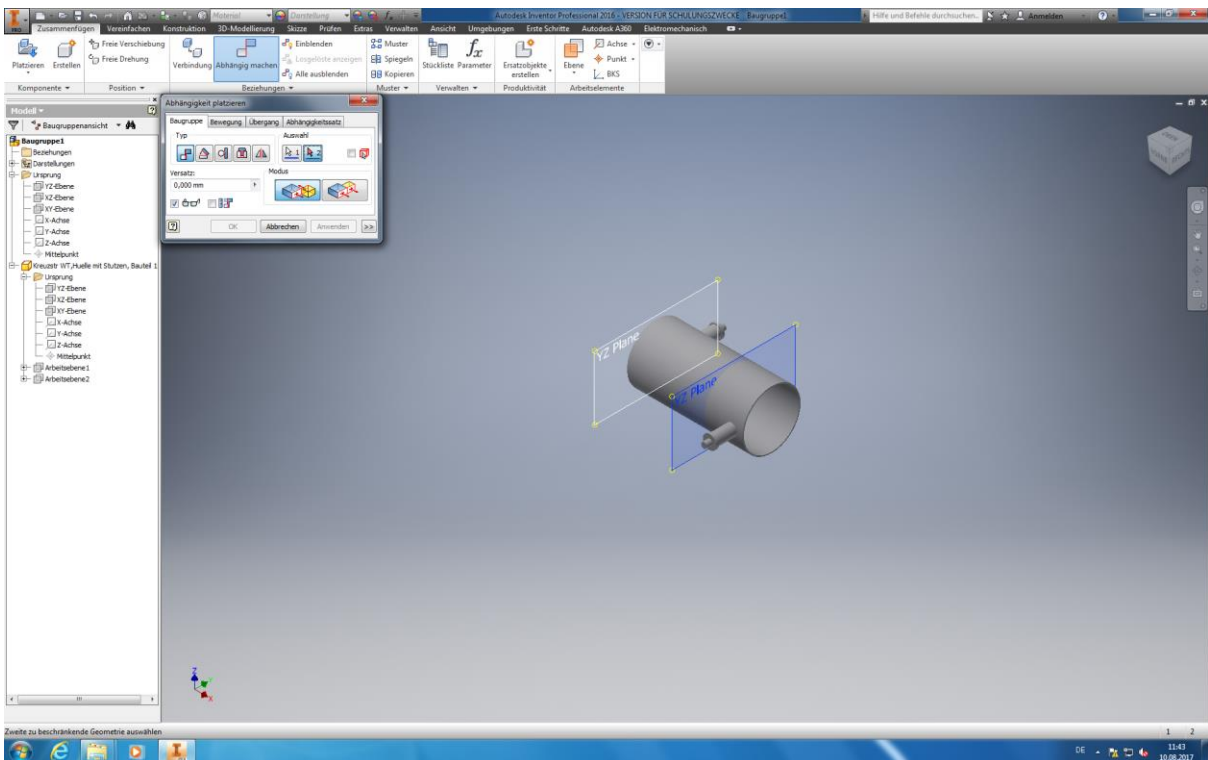 Material
Darstellung
Autodesk Inventor Professional 2016 - VERSION FÜR SCHULUNGSZWECKE Baugruppe1
Hilfe und Befehle durchsuchen...
Anmelden
PRO
Zusammenfügen Vereinfachen Konstruktion 3D-Modellierung Skizze Prüfen Extras Verwalten Ansicht Umgebungen Erste Schritte Autodesk A360 Elektromechanisch
Platzieren Erstellen
Freie Verschiebung
Freie Drehung
Verbindung Abhängig machen
Einblenden
Losgelöste anzeigen
Alle ausblenden
Muster
Spiegeln
Kopieren
Stückliste Parameter
Ersatzobjekte erstellen
Ebene
Achse
Punkt
BKS
Komponente Position Beziehungen Muster Verwalten Produktivität Arbeitselemente
Modell
Baugruppenansicht
Baugruppe1
Beziehungen
Darstellungen
Ursprung
YZ-Ebene
XZ-Ebene
XY-Ebene
X-Achse
Y-Achse
Z-Achse
Mittelpunkt
Kreuzstr WT,Huelle mit Stutzen, Bauteil 1
Ursprung
YZ-Ebene
XZ-Ebene
XY-Ebene
X-Achse
Y-Achse
Z-Achse
Mittelpunkt
Arbeitsebene1
Arbeitsebene2
Abhängigkeit platzieren
Baugruppe Bewegung Übergang Abhängigkeitssatz
Typ
Auswahl
1 2
Versatz:
Modus
0,000 mm
OK Abbrechen Anwenden >>
YZ Plane
YZ Plane
Z
Y
X
Zweite zu beschränkende Geometrie auswählen
1 2
DE
11:43
10.08.2017